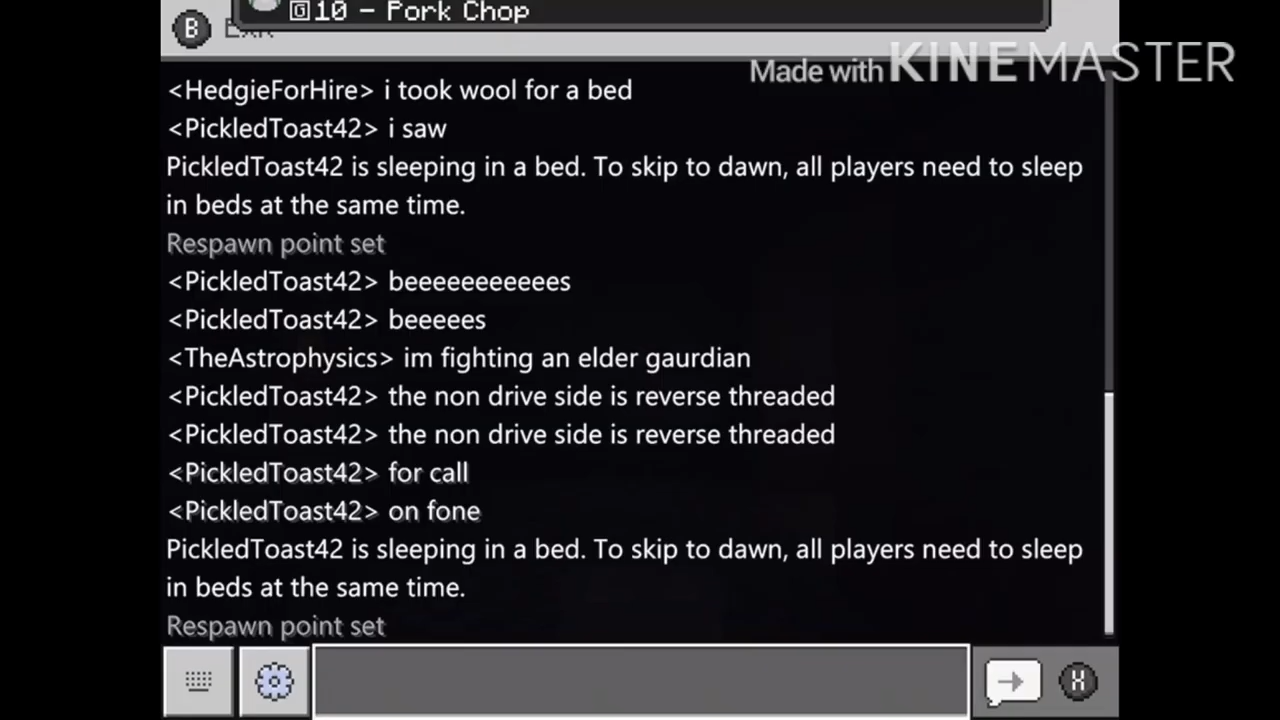 G10 - Pork Chop
B
Made with KINEMASTER
<HedgieForHire> i took wool for a bed
<PickledToast42> i saw
PickledToast42 is sleeping in a bed. To skip to dawn, all players need to sleep
in beds at the same time.
Respawn point set
<PickledToast42> beeeeeeeeeees
<PickledToast42> beeeees
<TheAstrophysics> im fighting an elder gaurdian
<PickledToast42> the non drive side is reverse threaded
<PickledToast42> the non drive side is reverse threaded
<PickledToast42> for call
<PickledToast42> on fone
PickledToast42 is sleeping in a bed. To skip to dawn, all players need to sleep
in beds at the same time.
Respawn point set
X